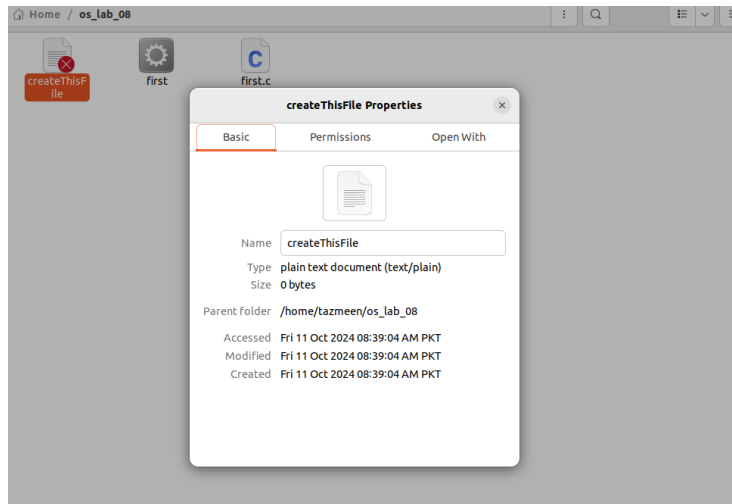 Home / os_lab_08
createThisF
ile
first
C
first.c
createThisFile Properties
Basic Permissions Open With
Name createThisFile
Type plain text document (text/plain)
Size 0 bytes
Parent folder /home/tazmeen/os_lab_08
Accessed Fri 11 Oct 2024 08:39:04 AM PKT
Modified Fri 11 Oct 2024 08:39:04 AM PKT
Created Fri 11 Oct 2024 08:39:04 AM PKT